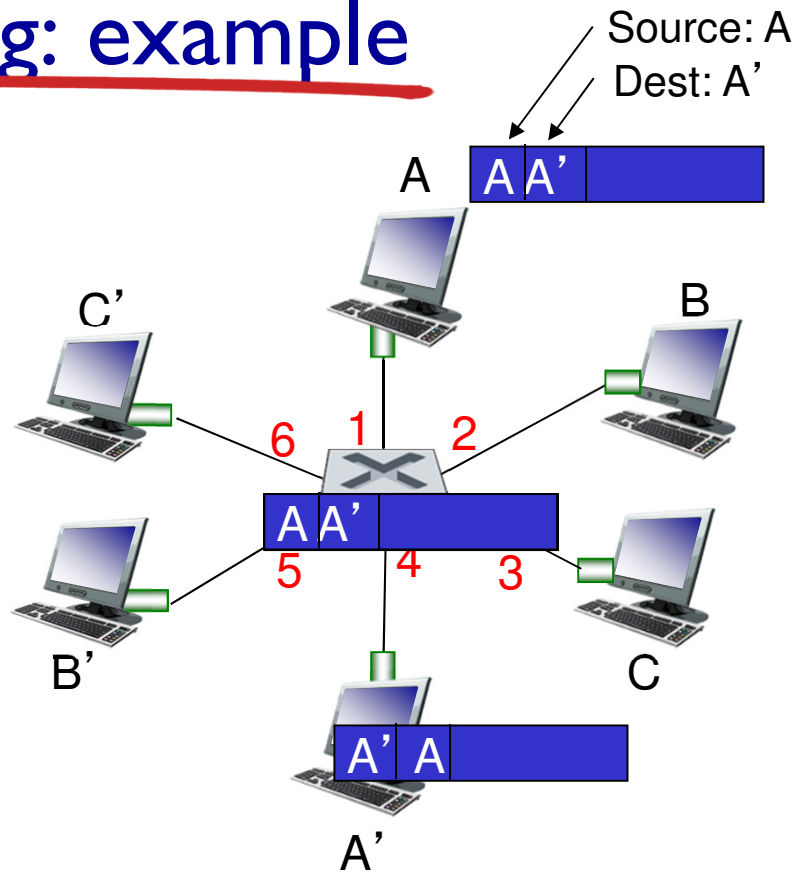 g: example
Source: A
Dest: A’
A
A A’
C’
B
1
2
6
A A’
5
4
3
B’
C
A’ A
A’